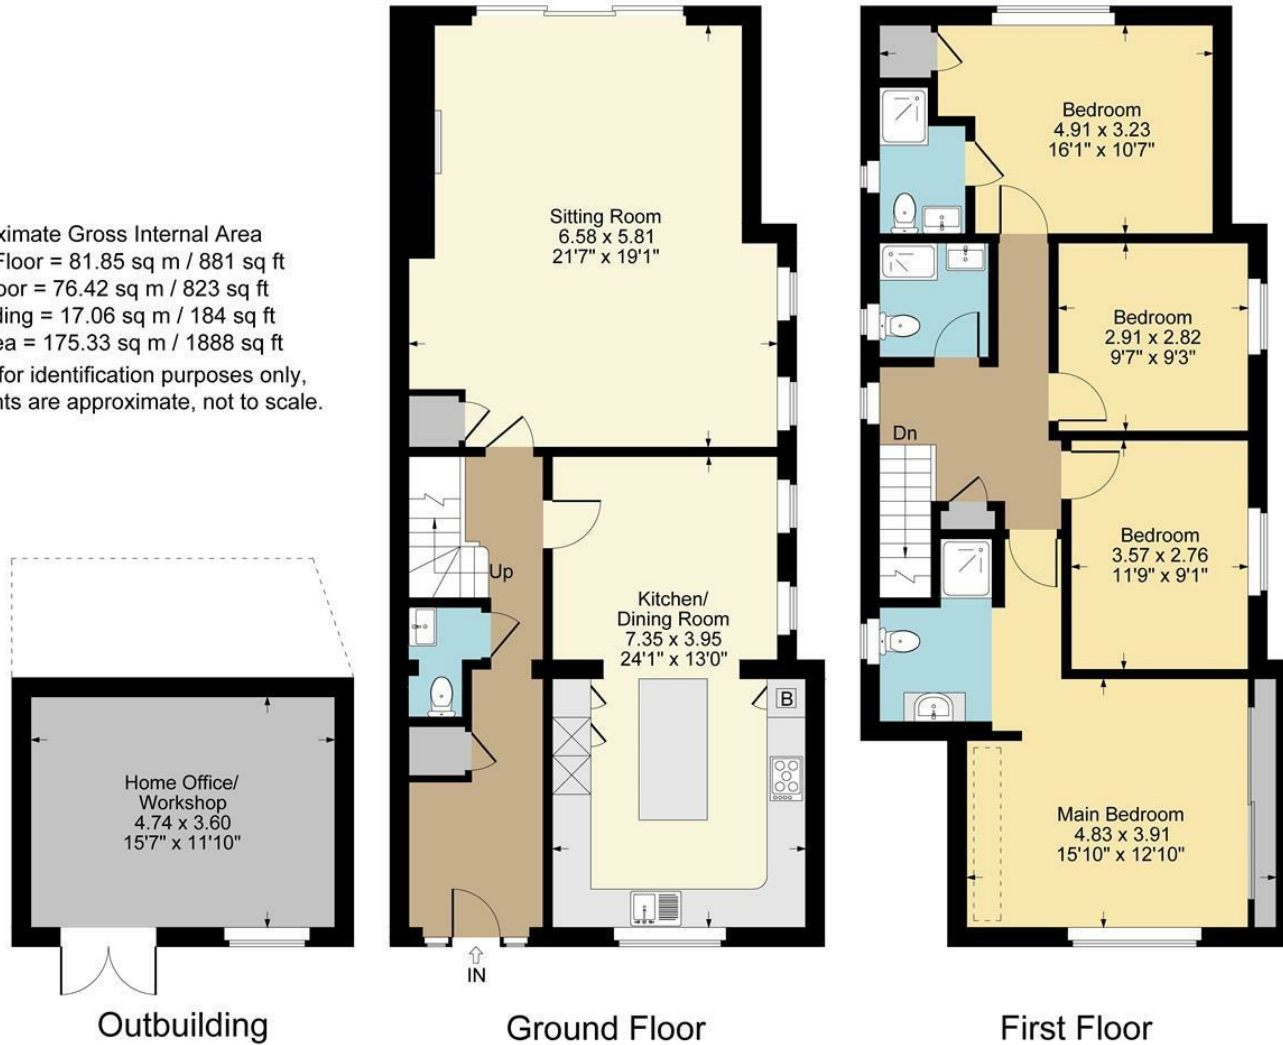 ximate Gross Internal Area
Floor = 81.85 sq m / 881 sq ft
oor = 76.42 sq m / 823 sq ft
ding = 17.06 sq m / 184 sq ft
ea = 175.33 sq m / 1888 sq ft
for identification purposes only,
nts are approximate, not to scale.
Home Office/
Workshop
4.74 x 3.60
15'7" x 11'10"
Outbuilding
Sitting Room
6.58 x 5.81
21'7" x 19'1"
Up
Kitchen/
Dining Room
7.35 x 3.95
24'1" x 13'0"
B
IN
Ground Floor
Bedroom
4.91 x 3.23
16'1" x 10'7"
Bedroom
2.91 x 2.82
9'7" x 9'3"
Dn
Bedroom
3.57 x 2.76
11'9" x 9'1"
Main Bedroom
4.83 x 3.91
15'10" x 12'10"
First Floor